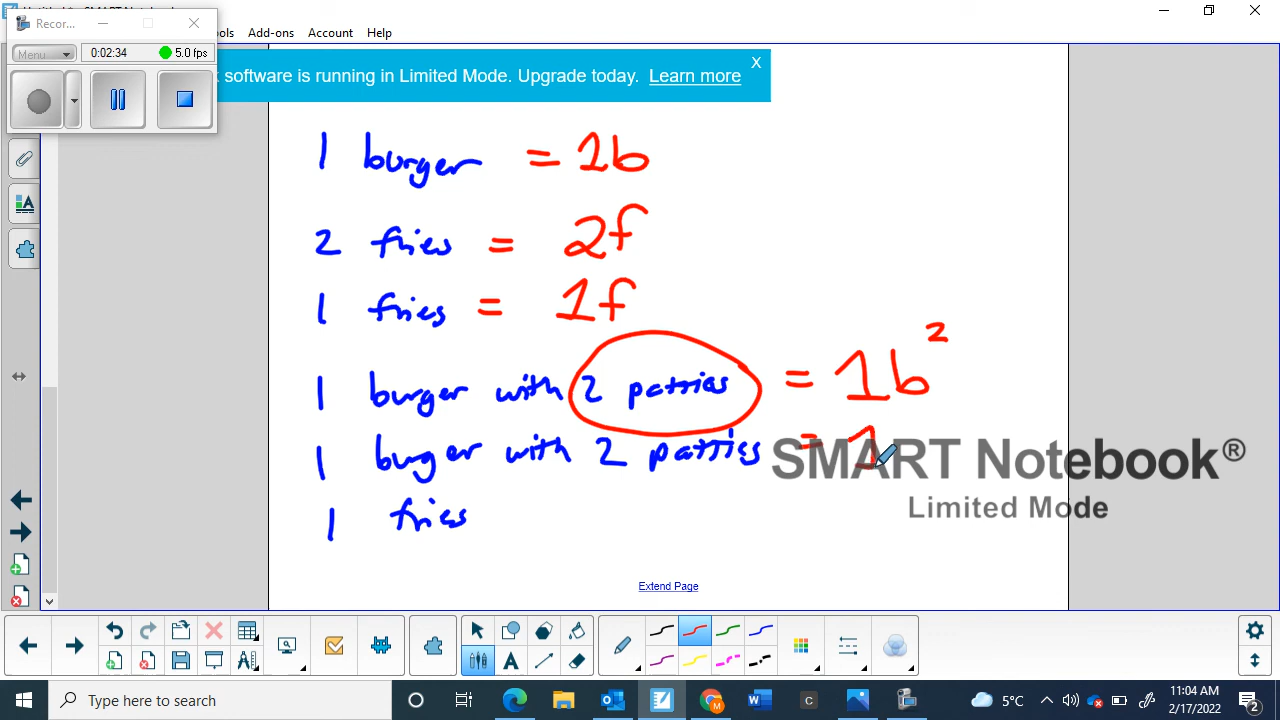 Recor...
Menu 0:02:34 5.0 fps
Add-ons Account Help
software is running in Limited Mode. Upgrade today. Learn more X
1 burger = 1b
2 fries = 2f
1 fries = 1f
1 burger with 2 patties = 1b²
1 burger with 2 patties = 1
SMART Notebook®
Limited Mode
1 fries
Extend Page
Type here to search
5°C
11:04 AM
2/17/2022
2